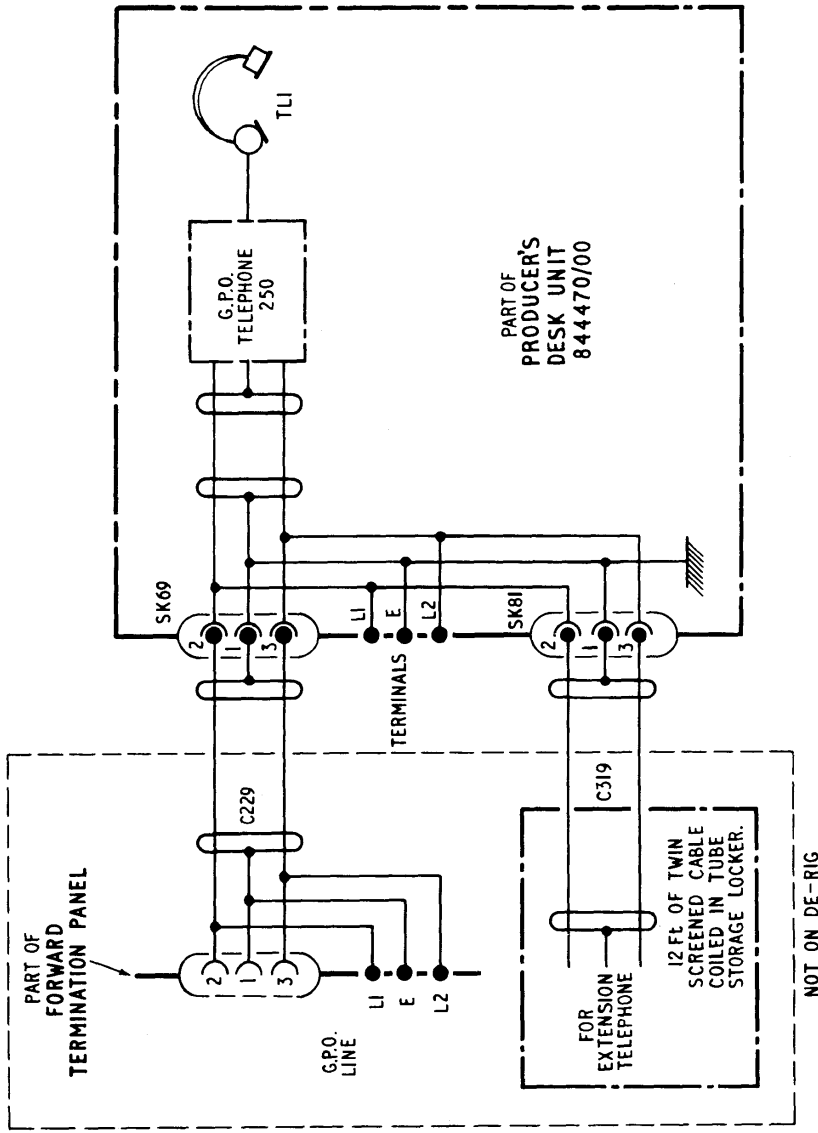 PART OF
FORWARD
TERMINATION PANEL
2
1
3
G.P.O.
LINE
L1
E
L2
C229
SK69
2
1
3
TERMINALS
L1
E
L2
SK81
2
1
3
G.P.O.
TELEPHONE
250
TL1
PART OF
PRODUCER'S
DESK UNIT
844470/00
C319
FOR
EXTENSION
TELEPHONE
12 Ft OF TWIN
SCREENED CABLE
COILED IN TUBE
STORAGE LOCKER.
NOT ON DE-RIG